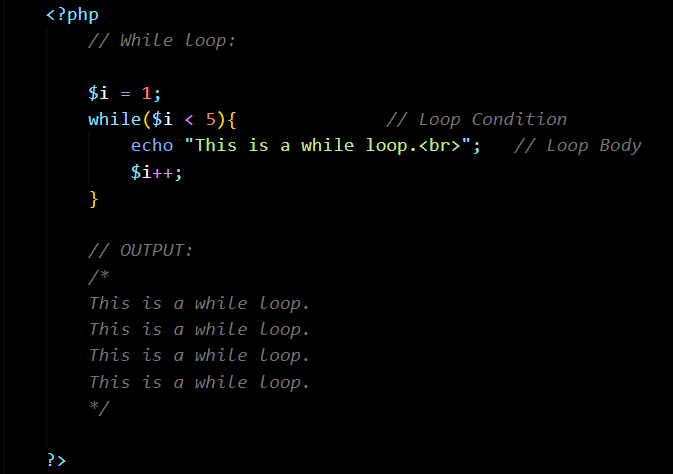 <?php
// While loop:
$i = 1;
while($i < 5){ // Loop Condition
echo "This is a while loop.<br>"; // Loop Body
$i++;
}
// OUTPUT:
/*
This is a while loop.
This is a while loop.
This is a while loop.
This is a while loop.
*/
?>